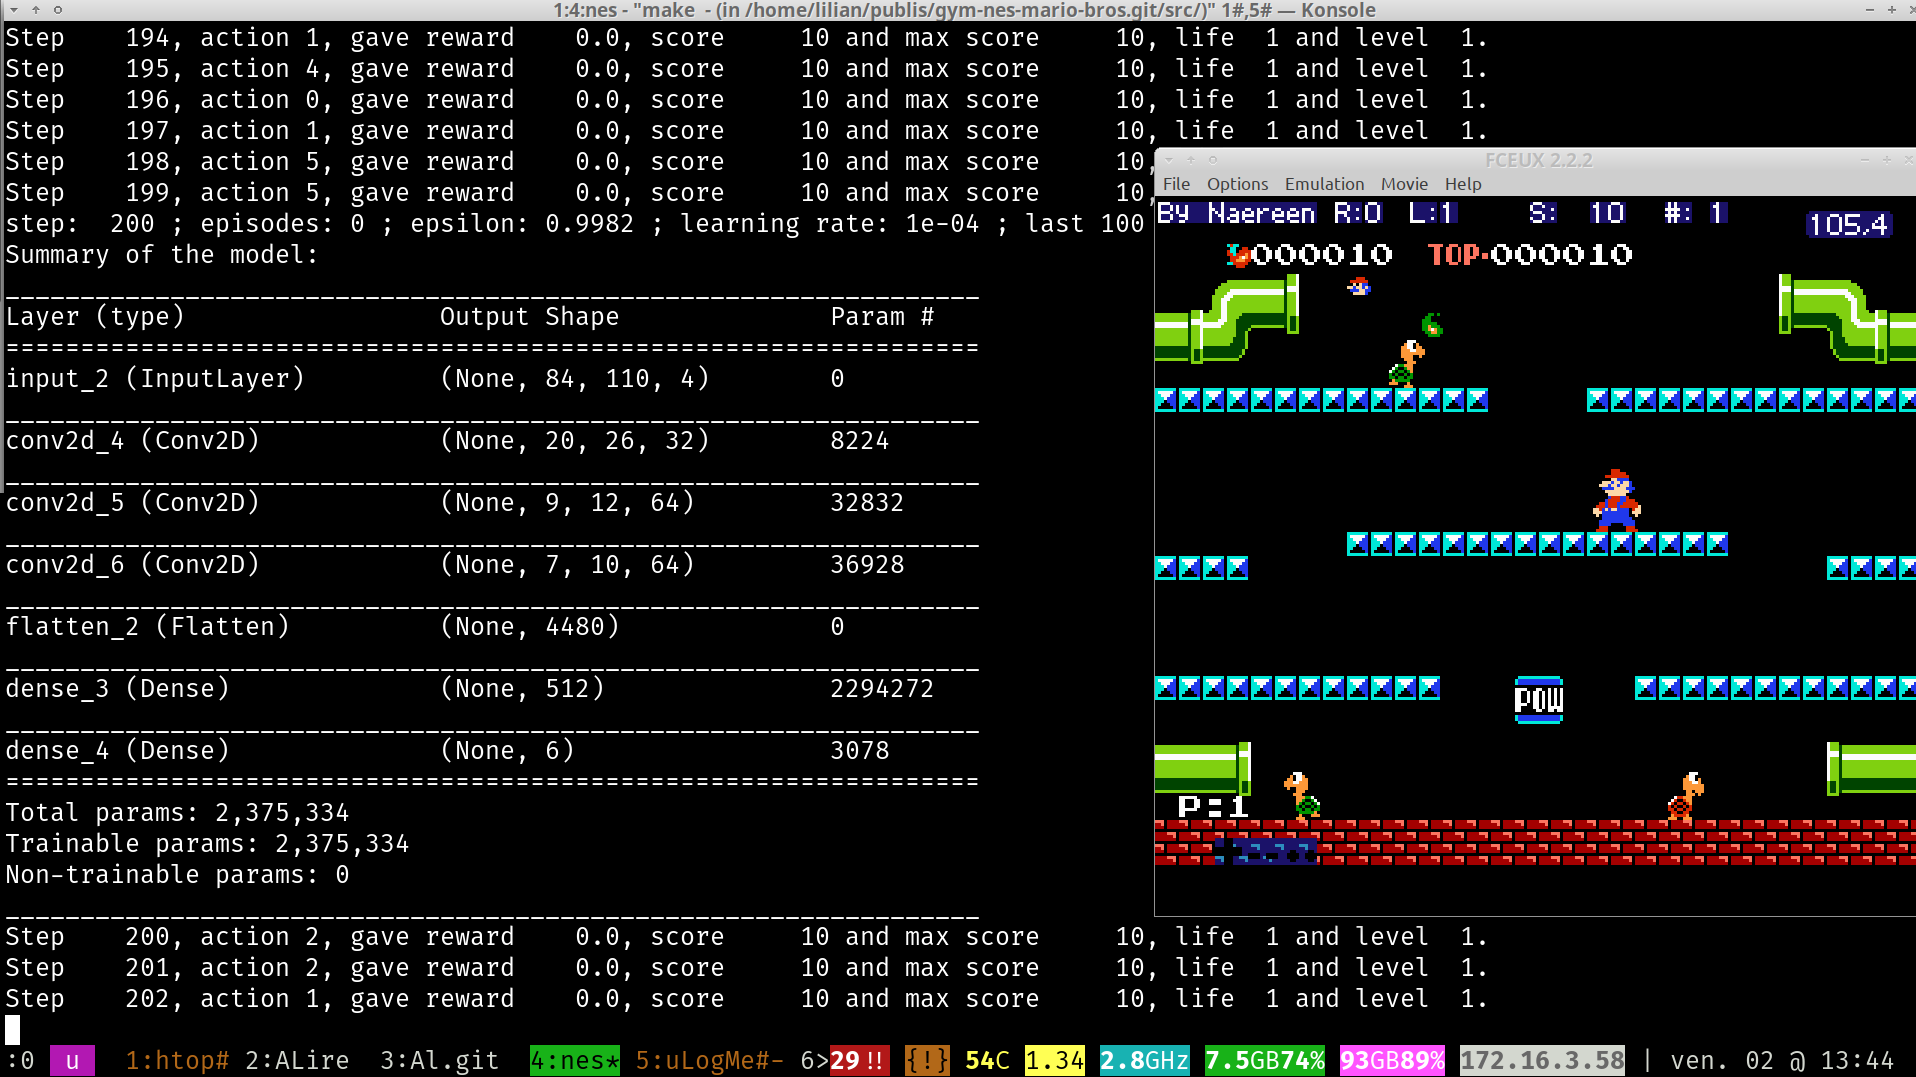 1:4:nes - "make  - (in /home/lilian/publis/gym-nes-mario-bros.git/src/)" 1#,5# — Konsole
Step    194, action 1, gave reward    0.0, score     10 and max score     10, life  1 and level  1.
Step    195, action 4, gave reward    0.0, score     10 and max score     10, life  1 and level  1.
Step    196, action 0, gave reward    0.0, score     10 and max score     10, life  1 and level  1.
Step    197, action 1, gave reward    0.0, score     10 and max score     10, life  1 and level  1.
Step    198, action 5, gave reward    0.0, score     10 and max score     10,
Step    199, action 5, gave reward    0.0, score     10 and max score     10,
step:  200 ; episodes: 0 ; epsilon: 0.9982 ; learning rate: 1e-04 ; last 100
Summary of the model:
_________________________________________________________________
Layer (type)                 Output Shape              Param #
=================================================================
input_2 (InputLayer)         (None, 84, 110, 4)        0
_________________________________________________________________
conv2d_4 (Conv2D)            (None, 20, 26, 32)        8224
_________________________________________________________________
conv2d_5 (Conv2D)            (None, 9, 12, 64)         32832
_________________________________________________________________
conv2d_6 (Conv2D)            (None, 7, 10, 64)         36928
_________________________________________________________________
flatten_2 (Flatten)          (None, 4480)              0
_________________________________________________________________
dense_3 (Dense)              (None, 512)               2294272
_________________________________________________________________
dense_4 (Dense)              (None, 6)                 3078
=================================================================
Total params: 2,375,334
Trainable params: 2,375,334
Non-trainable params: 0
_________________________________________________________________
Step    200, action 2, gave reward    0.0, score     10 and max score     10, life  1 and level  1.
Step    201, action 2, gave reward    0.0, score     10 and max score     10, life  1 and level  1.
Step    202, action 1, gave reward    0.0, score     10 and max score     10, life  1 and level  1.
FCEUX 2.2.2
File Options Emulation Movie Help
By Naereen R:0 L:1 S: 10 #: 1
105,4
000010 TOP-000010
POW
P=1
:0 u 1:htop# 2:ALire 3:Al.git 4:nes* 5:uLogMe#- 6>29!! {!} 54C 1.34 2.8GHz 7.5GB74% 93GB89% 172.16.3.58 | ven. 02 @ 13:44